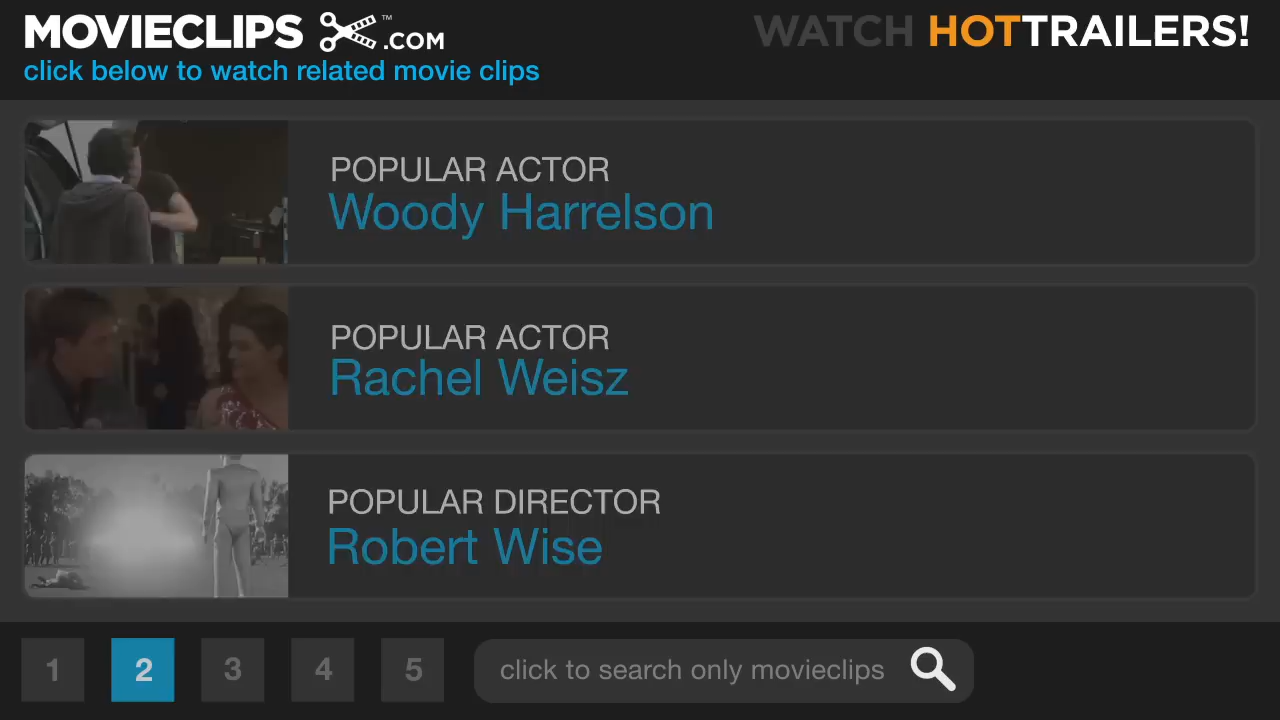 MOVIECLIPS ™.COM
WATCH HOTTRAILERS!
click below to watch related movie clips
POPULAR ACTOR
Woody Harrelson
POPULAR ACTOR
Rachel Weisz
POPULAR DIRECTOR
Robert Wise
1 2 3 4 5 click to search only movieclips